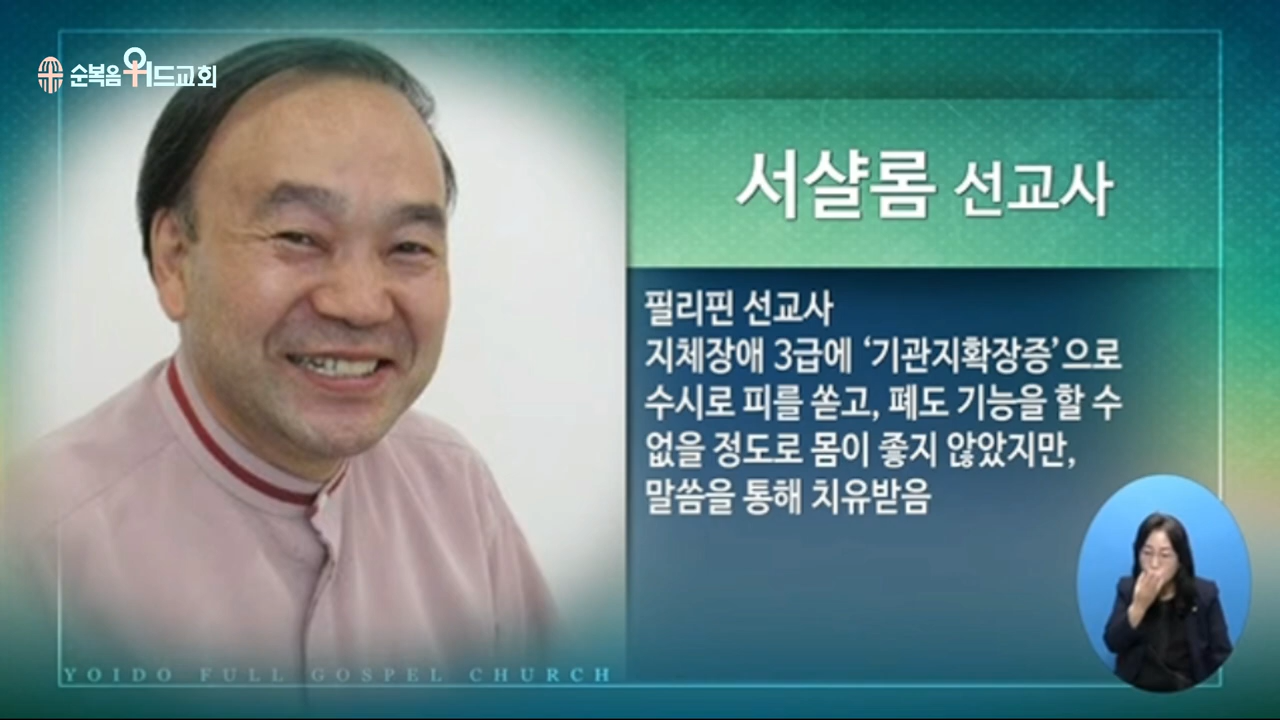 순복음위드교회
서샬롬 선교사
필리핀 선교사
지체장애 3급에 ‘기관지확장증’으로
수시로 피를 쏟고, 폐도 기능을 할 수
없을 정도로 몸이 좋지 않았지만,
말씀을 통해 치유받음
YOIDO FULL GOSPEL CHURCH